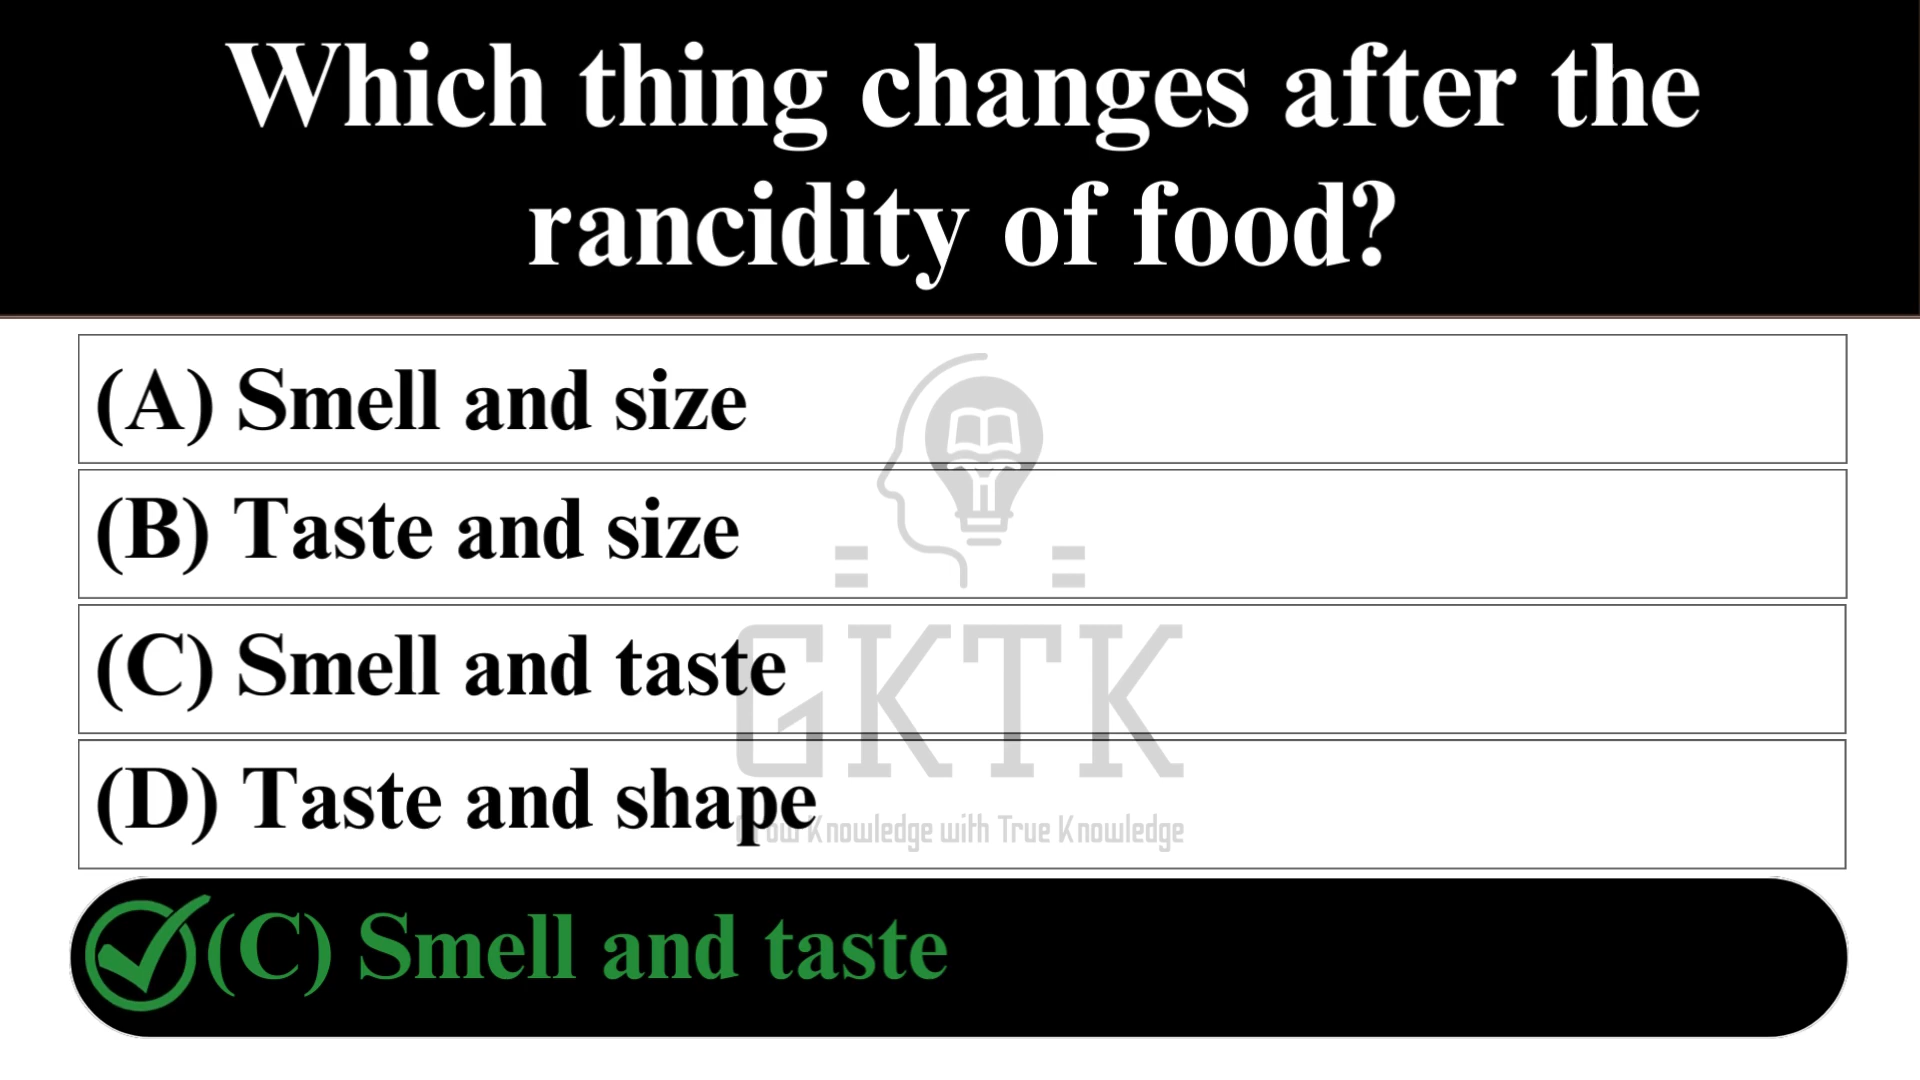 Which thing changes after the
rancidity of food?
(A) Smell and size
(B) Taste and size
(C) Smell and taste
(D) Taste and shape
GKTK
Knowledge with True Knowledge
(C) Smell and taste